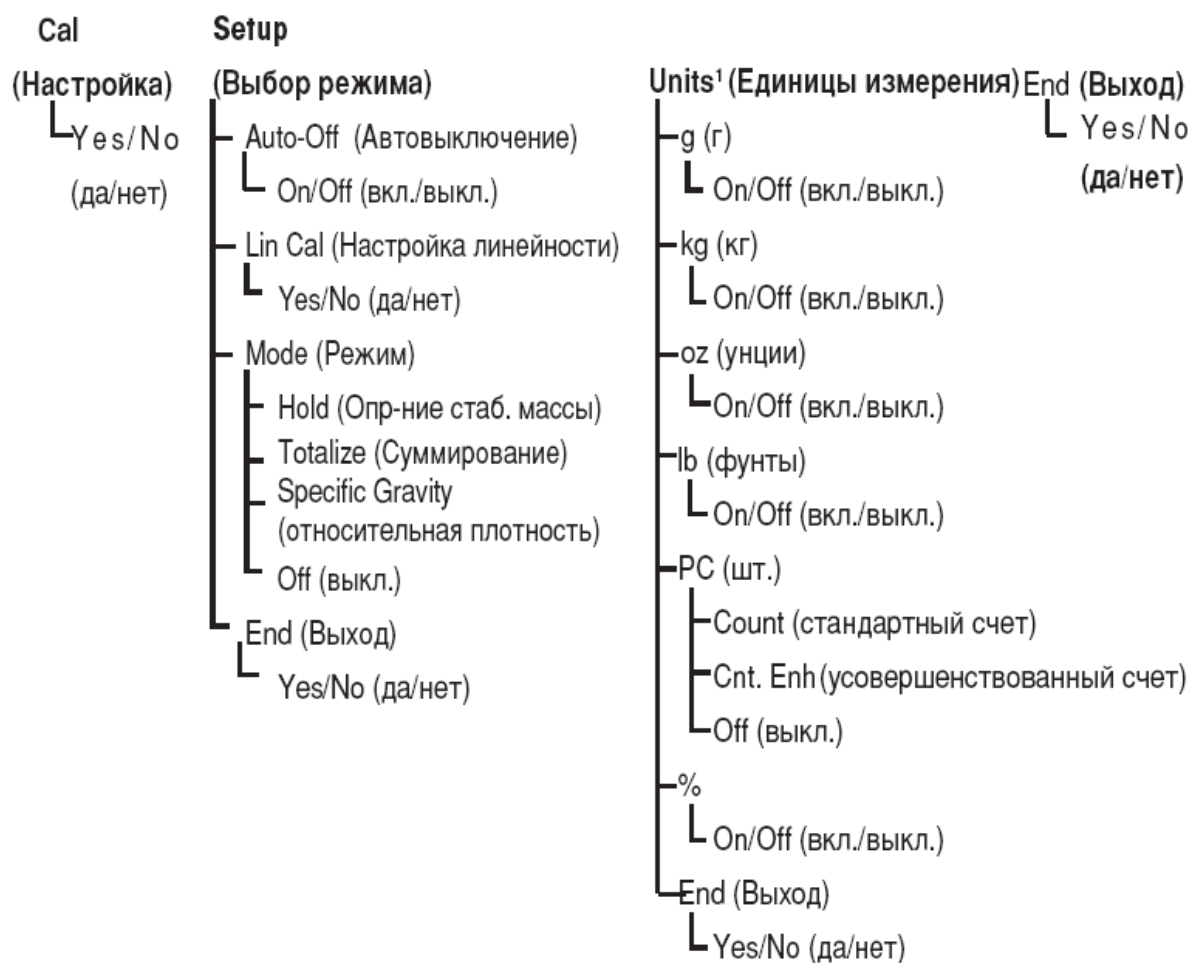 Cal
(Настройка)
Yes/No
(да/нет)
Setup
(Выбор режима)
Auto-Off (Автовыключение)
On/Off (вкл./выкл.)
Lin Cal (Настройка линейности)
Yes/No (да/нет)
Mode (Режим)
Hold (Опр-ние стаб. массы)
Totalize (Суммирование)
Specific Gravity
(относительная плотность)
Off (выкл.)
End (Выход)
Yes/No (да/нет)
Units¹ (Единицы измерения)
g (г)
On/Off (вкл./выкл.)
kg (кг)
On/Off (вкл./выкл.)
oz (унции)
On/Off (вкл./выкл.)
lb (фунты)
On/Off (вкл./выкл.)
PC (шт.)
Count (стандартный счет)
Cnt. Enh (усовершенствованный счет)
Off (выкл.)
%
On/Off (вкл./выкл.)
End (Выход)
Yes/No (да/нет)
End (Выход)
Yes/No
(да/нет)